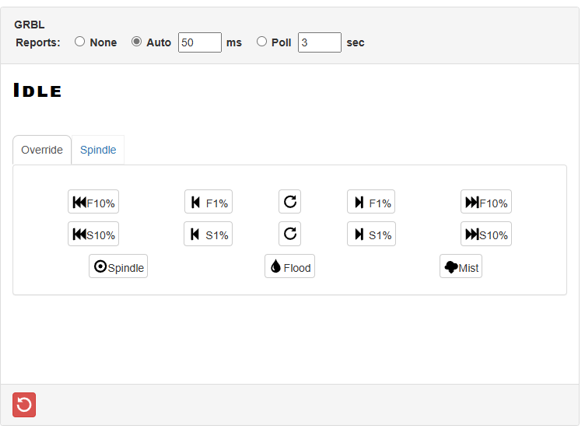 GRBL
Reports: None Auto 50 ms Poll 3 sec
IDLE
Override Spindle
F10% F1% F1% F10%
S10% S1% S1% S10%
Spindle Flood Mist